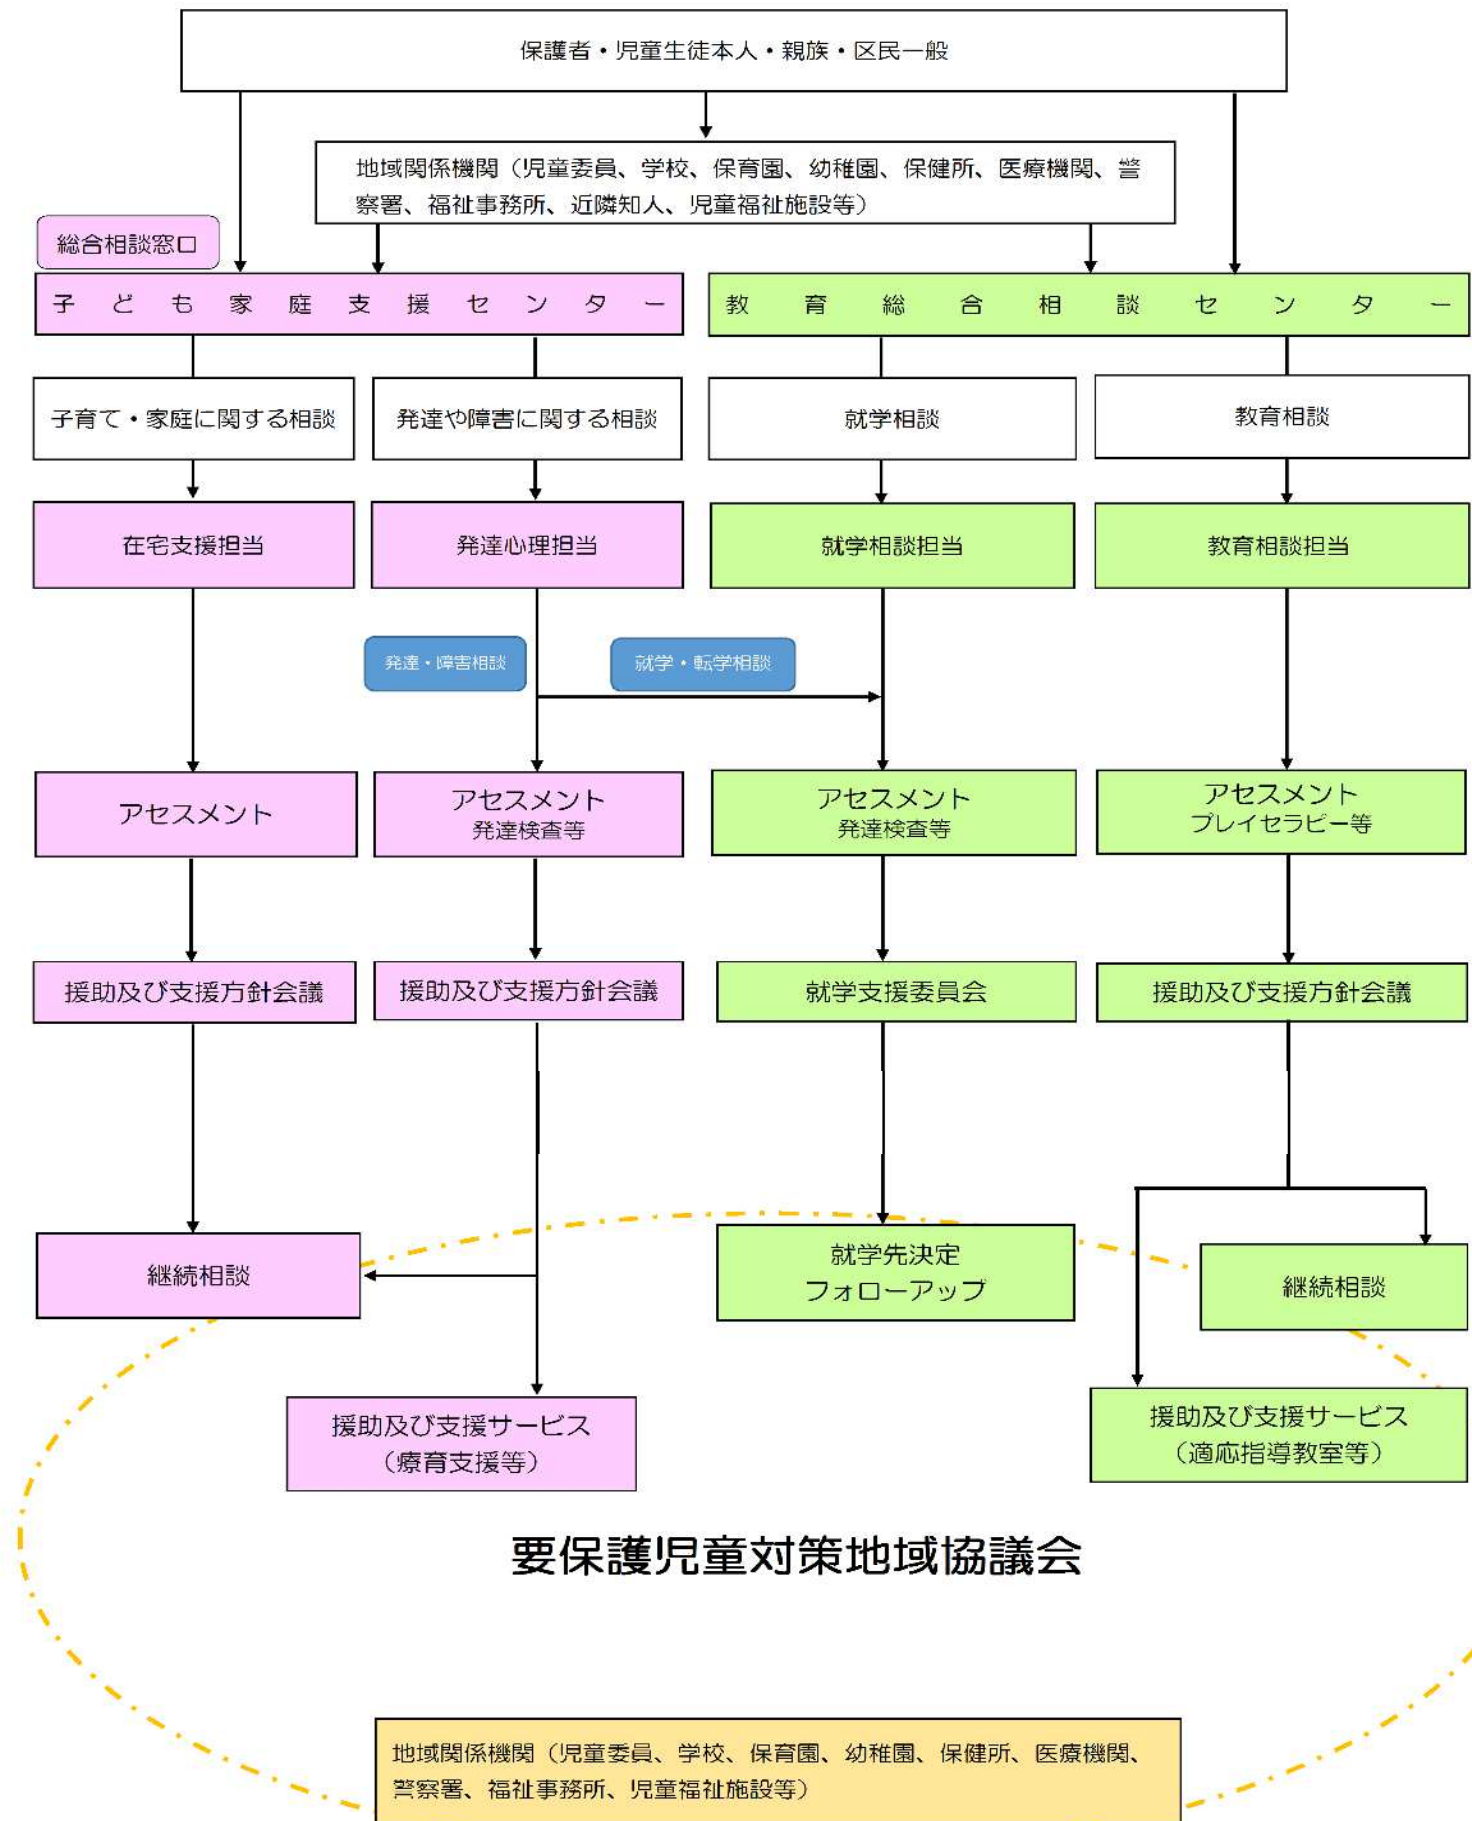 保護者・児童生徒本人・親族・区民一般
地域関係機関（児童委員、学校、保育園、幼稚園、保健所、医療機関、警
察署、福祉事務所、近隣知人、児童福祉施設等）
総合相談窓口
子ども家庭支援センター
教育総合相談センター
子育て・家庭に関する相談
発達や障害に関する相談
就学相談
教育相談
在宅支援担当
発達心理担当
就学相談担当
教育相談担当
発達・障害相談
就学・転学相談
アセスメント
アセスメント
発達検査等
アセスメント
発達検査等
アセスメント
プレイセラピー等
援助及び支援方針会議
援助及び支援方針会議
就学支援委員会
援助及び支援方針会議
継続相談
就学先決定
フォローアップ
継続相談
援助及び支援サービス
（療育支援等）
援助及び支援サービス
（適応指導教室等）
要保護児童対策地域協議会
地域関係機関（児童委員、学校、保育園、幼稚園、保健所、医療機関、
警察署、福祉事務所、児童福祉施設等）